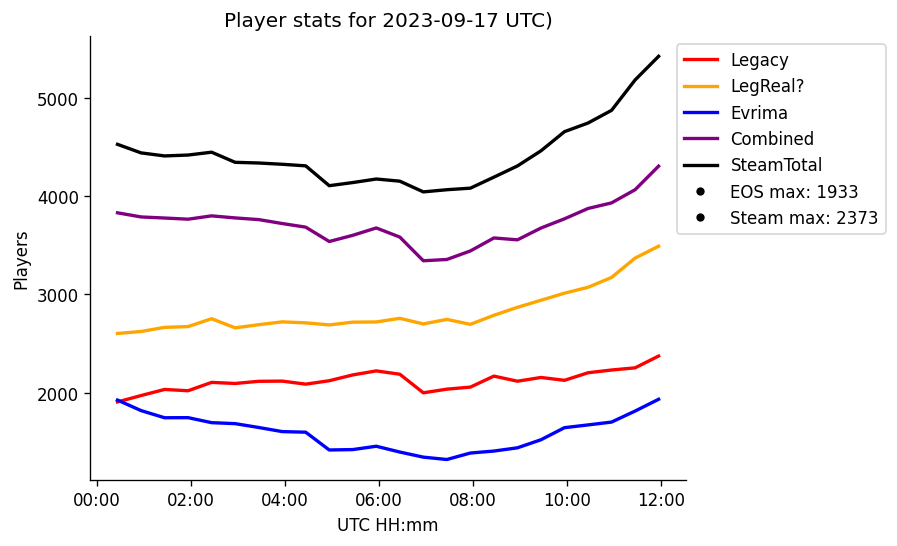 Player stats for 2023-09-17 UTC)
Players
5000
4000
3000
2000
00:00 02:00 04:00 06:00 08:00 10:00 12:00
UTC HH:mm
Legacy
LegReal?
Evrima
Combined
SteamTotal
EOS max: 1933
Steam max: 2373